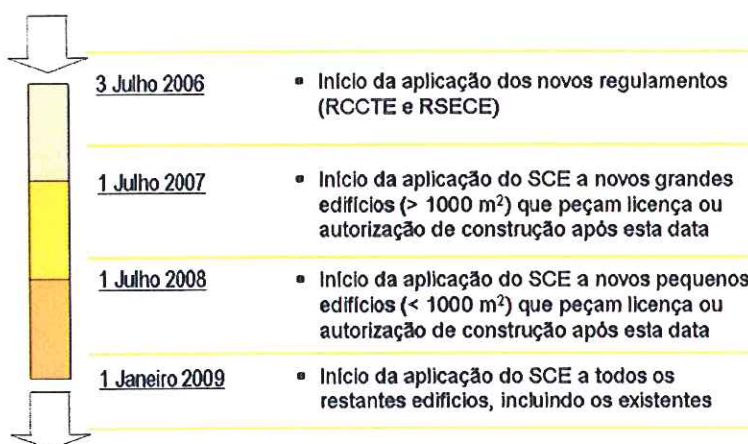 3 Julho 2006
▪ Início da aplicação dos novos regulamentos
(RCCTE e RSECE)
1 Julho 2007
▪ Início da aplicação do SCE a novos grandes
edifícios (> 1000 m²) que peçam licença ou
autorização de construção após esta data
1 Julho 2008
▪ Início da aplicação do SCE a novos pequenos
edifícios (< 1000 m²) que peçam licença ou
autorização de construção após esta data
1 Janeiro 2009
▪ Início da aplicação do SCE a todos os
restantes edificios, incluindo os existentes